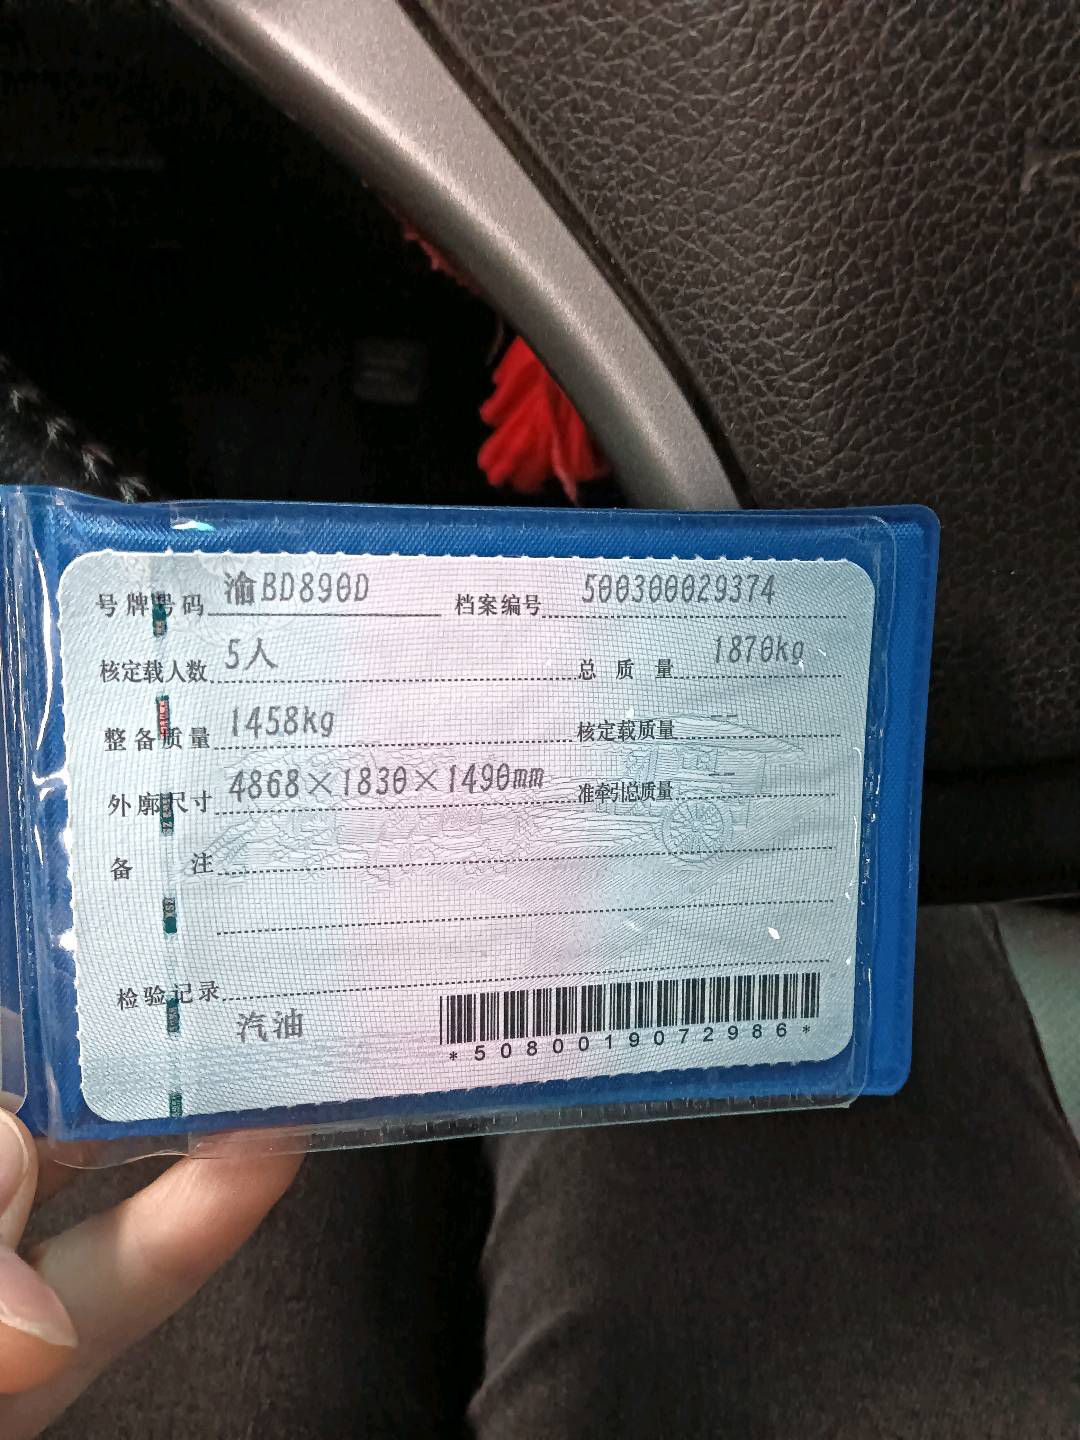 号牌号码 渝BD890D 档案编号 500300029374
核定载人数 5人 总质量 1870kg
整备质量 1458kg 核定载质量 --
外廓尺寸 4868×1830×1490mm 准牵引总质量 --
备注
检验记录
汽油
*5080019072986*